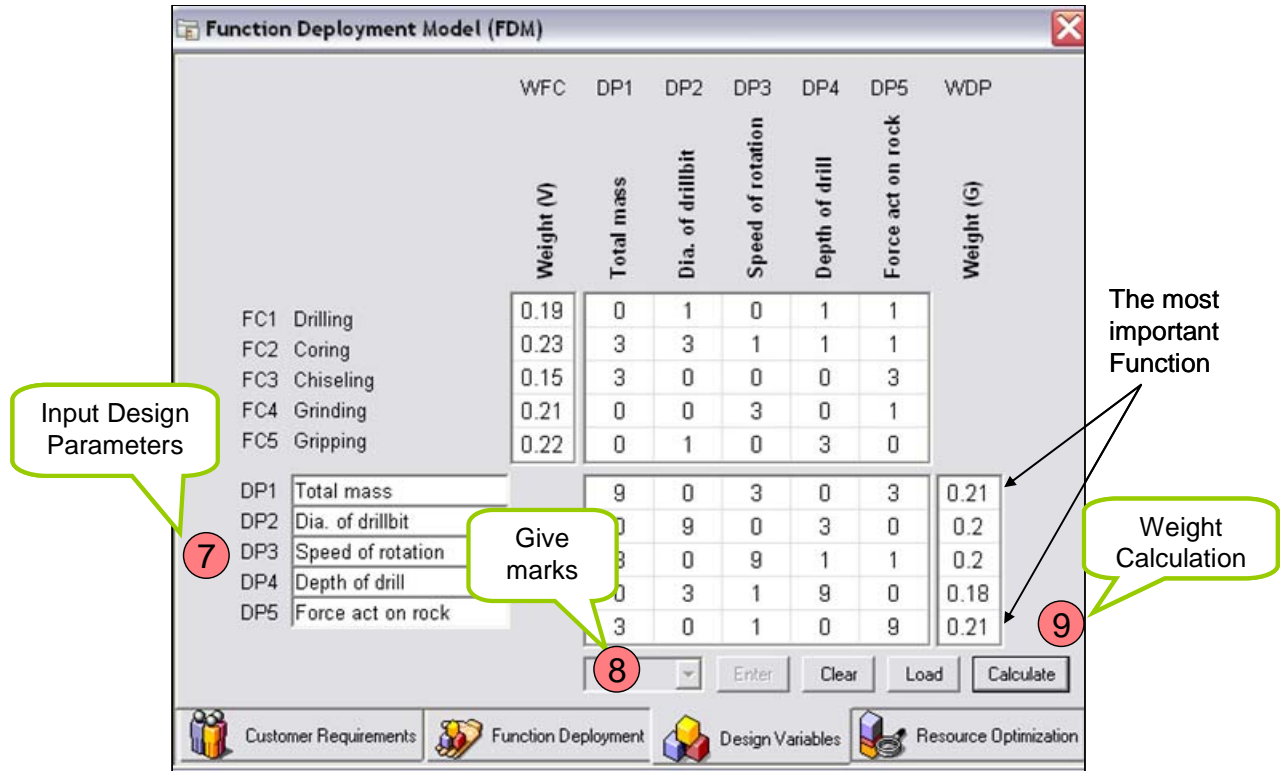 Function Deployment Model (FDM)
WFC DP1 DP2 DP3 DP4 DP5 WDP
Weight (V)
Total mass
Dia. of drillbit
Speed of rotation
Depth of drill
Force act on rock
Weight (G)
FC1 Drilling 0.19 0 1 0 1 1
FC2 Coring 0.23 3 3 1 1 1
FC3 Chiseling 0.15 3 0 0 0 3
FC4 Grinding 0.21 0 0 3 0 1
FC5 Gripping 0.22 0 1 0 3 0
The most
important
Function
Input Design
Parameters
7
DP1 Total mass 9 0 3 0 3 0.21
DP2 Dia. of drillbit 0 9 0 3 0 0.2
DP3 Speed of rotation 3 0 9 1 1 0.2
DP4 Depth of drill 0 3 1 9 0 0.18
DP5 Force act on rock 3 0 1 0 9 0.21
Give
marks
8
Weight
Calculation
9
Enter Clear Load Calculate
Customer Requirements Function Deployment Design Variables Resource Optimization